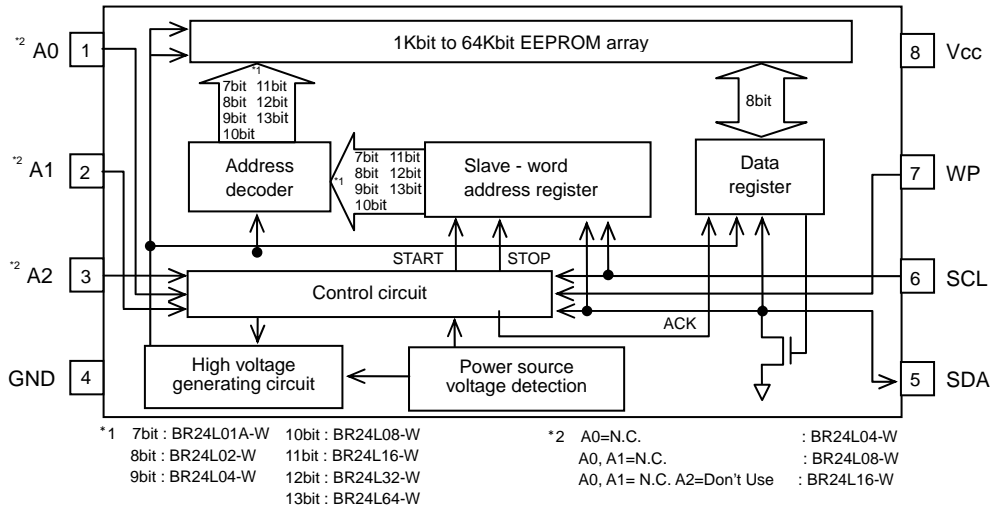 1Kbit to 64Kbit EEPROM array
*2 A0 1
8 Vcc
*1
7bit 11bit
8bit 12bit
9bit 13bit
10bit
8bit
*2 A1 2
Address
decoder
*1
7bit 11bit
8bit 12bit
9bit 13bit
10bit
Slave - word
address register
Data
register
7 WP
START
STOP
*2 A2 3
Control circuit
6 SCL
ACK
GND 4
High voltage
generating circuit
Power source
voltage detection
5 SDA
*1 7bit : BR24L01A-W
8bit : BR24L02-W
9bit : BR24L04-W
10bit : BR24L08-W
11bit : BR24L16-W
12bit : BR24L32-W
13bit : BR24L64-W
*2 A0=N.C. : BR24L04-W
A0, A1=N.C. : BR24L08-W
A0, A1= N.C. A2=Don't Use : BR24L16-W